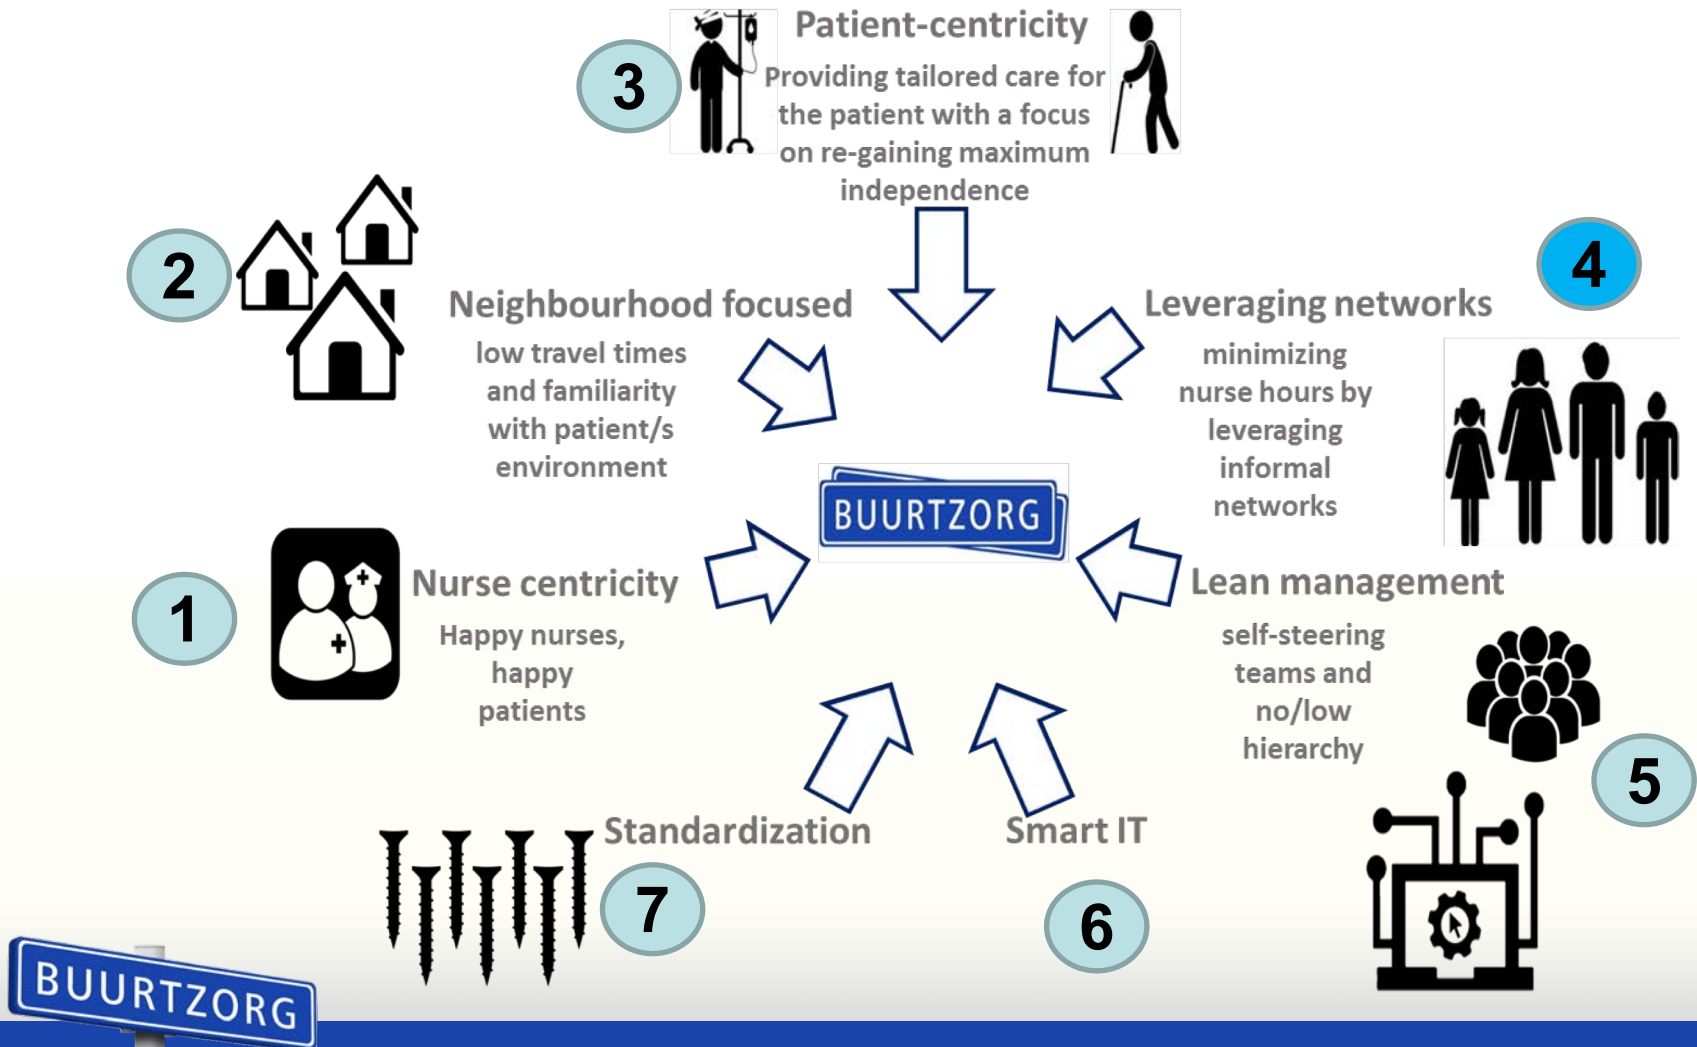 3
Patient-centricity
Providing tailored care for
the patient with a focus
on re-gaining maximum
independence
2
Neighbourhood focused
low travel times
and familiarity
with patient/s
environment
4
Leveraging networks
minimizing
nurse hours by
leveraging
informal
networks
BUURTZORG
1
Nurse centricity
Happy nurses,
happy
patients
Lean management
self-steering
teams and
no/low
hierarchy
5
Standardization
7
Smart IT
6
BUURTZORG